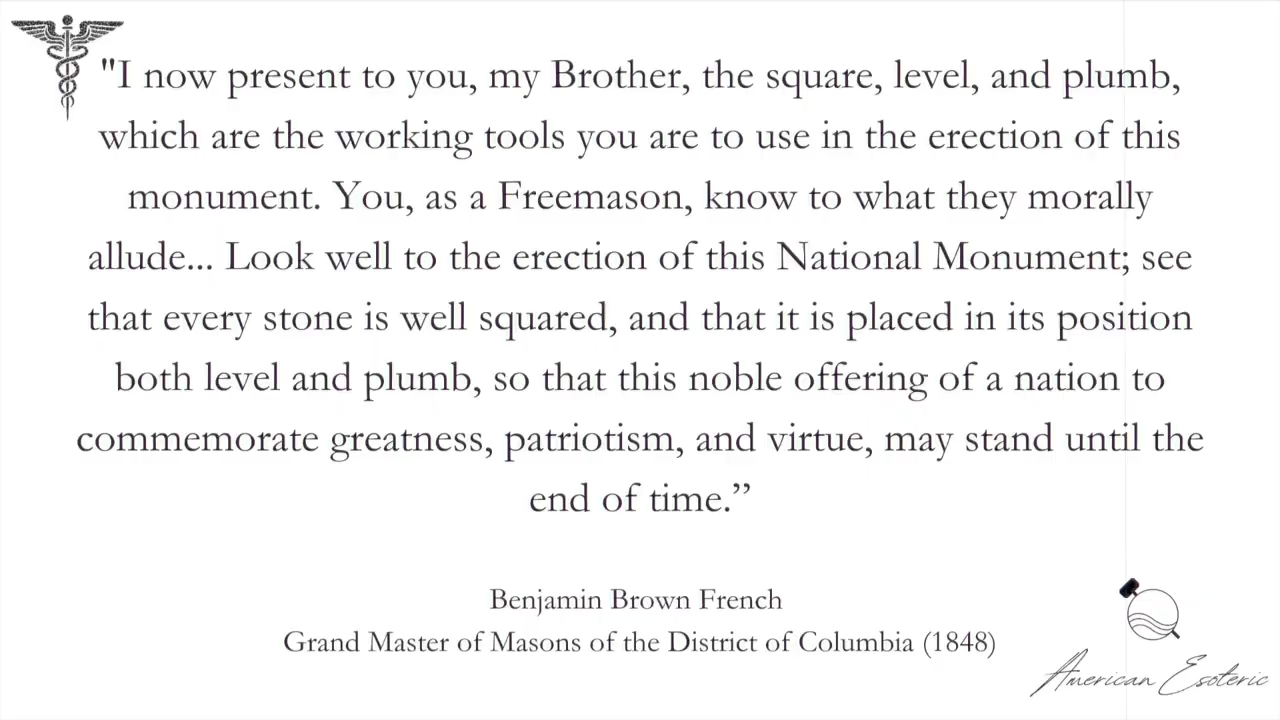 "I now present to you, my Brother, the square, level, and plumb,
which are the working tools you are to use in the erection of this
monument. You, as a Freemason, know to what they morally
allude... Look well to the erection of this National Monument; see
that every stone is well squared, and that it is placed in its position
both level and plumb, so that this noble offering of a nation to
commemorate greatness, patriotism, and virtue, may stand until the
end of time.”
Benjamin Brown French
Grand Master of Masons of the District of Columbia (1848)
American Esoteric